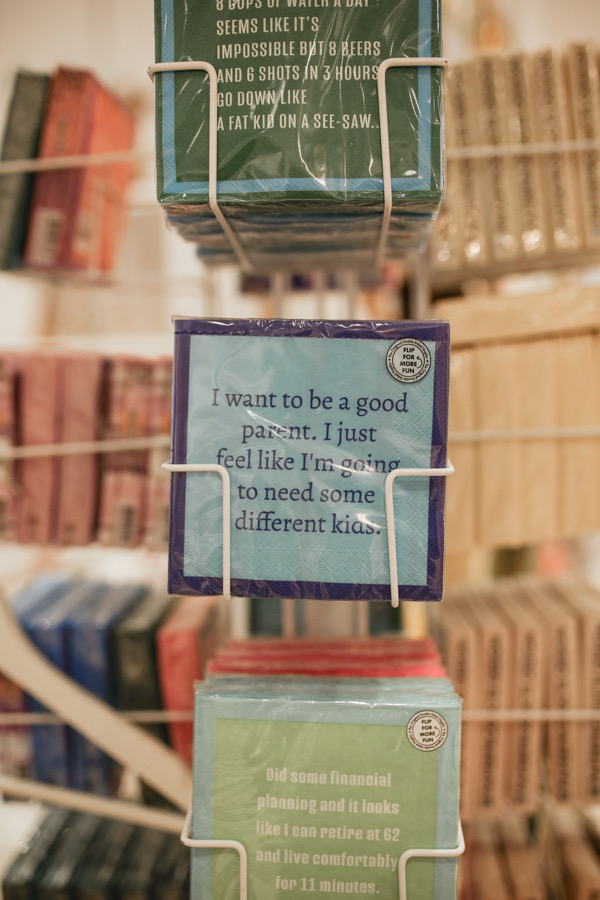 8 CUPS OF WATER A DAY
SEEMS LIKE IT'S
IMPOSSIBLE BUT 8 BEERS
AND 6 SHOTS IN 3 HOURS
GO DOWN LIKE
A FAT KID ON A SEE-SAW..
FLIP
FOR
MORE
FUN
I want to be a good
parent. I just
feel like I'm going
to need some
different kids.
FLIP
FOR
MORE
FUN
Did some financial
planning and it looks
like I can retire at 62
and live comfortably
for 11 minutes.